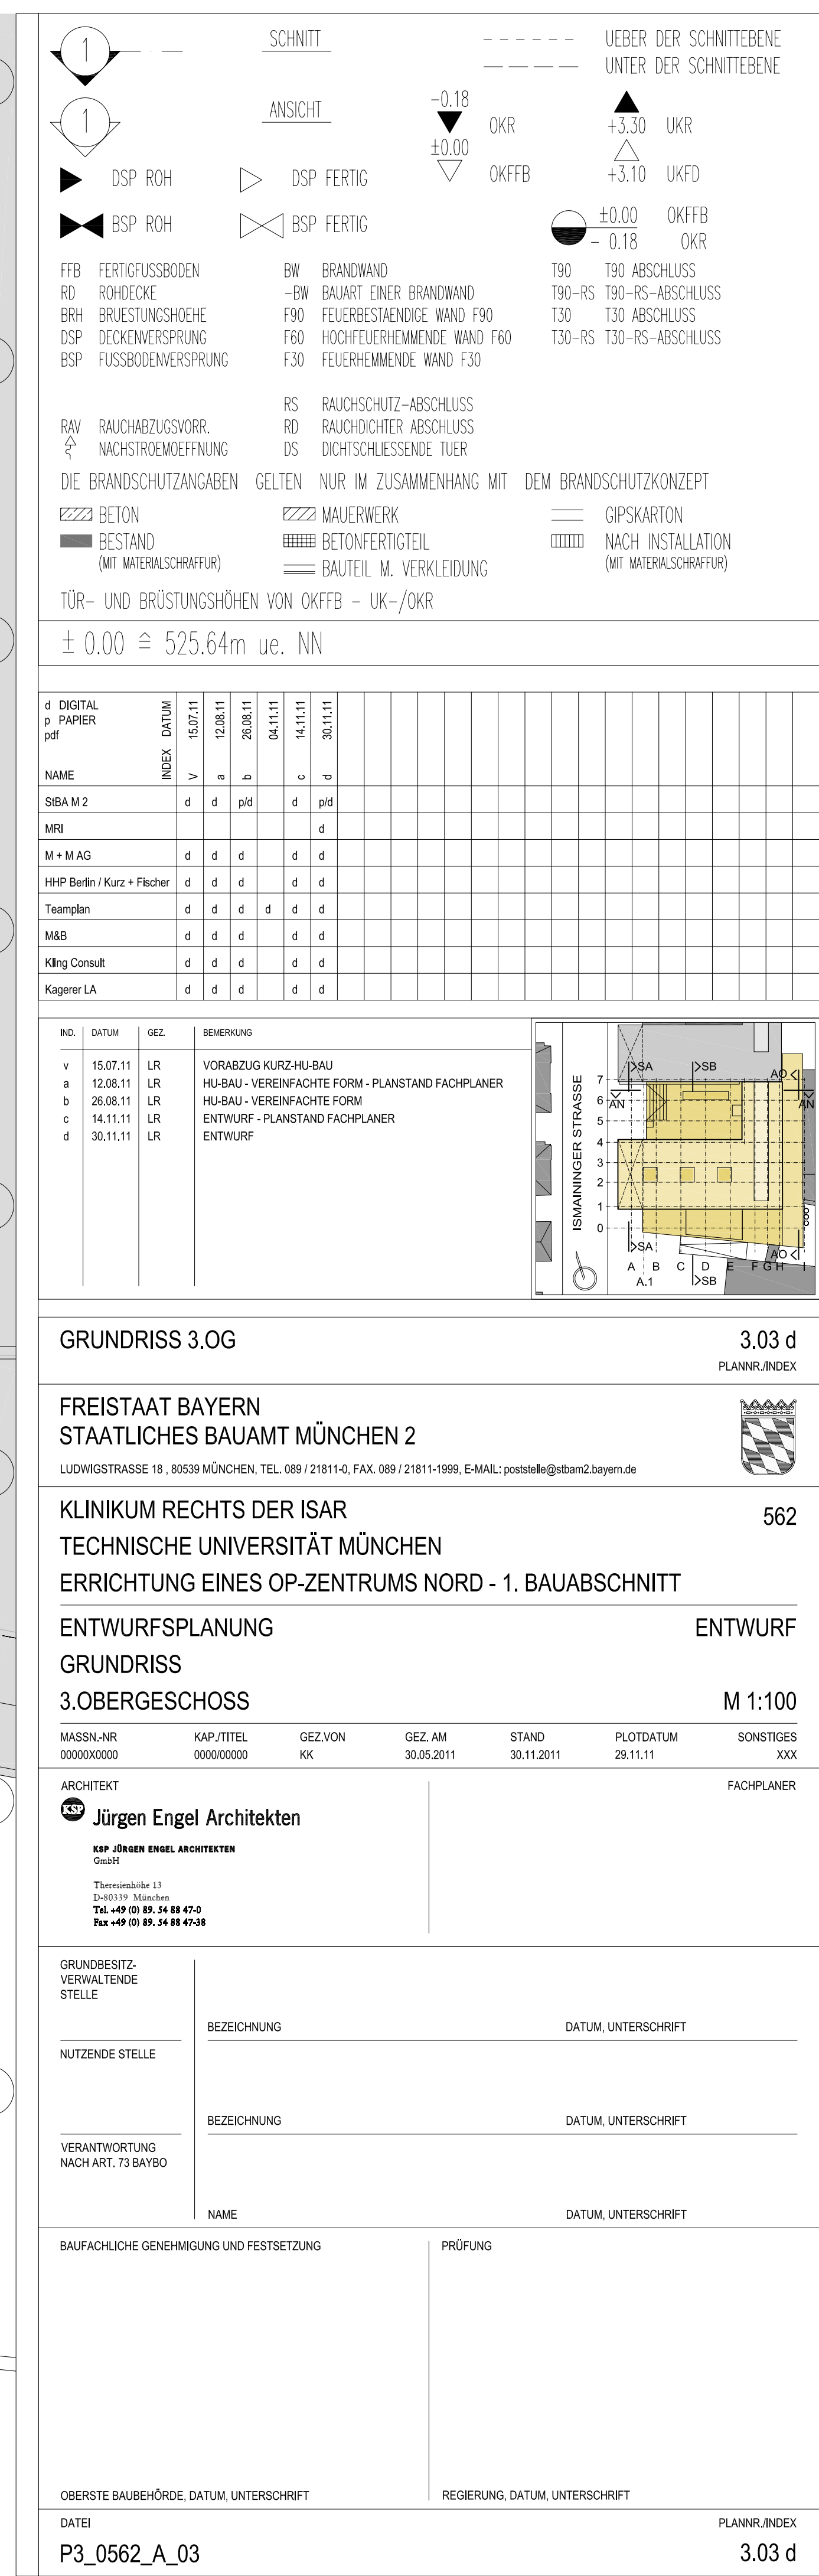 1 SCHNITT UEBER DER SCHNITTEBENE
UNTER DER SCHNITTEBENE
1 ANSICHT
-0.18 OKR +3.30 UKR
±0.00 OKFFB +3.10 UKFD
DSP ROH DSP FERTIG
BSP ROH BSP FERTIG ±0.00 OKFFB
- 0.18 OKR
FFB FERTIGFUSSBODEN BW BRANDWAND T90 T90 ABSCHLUSS
RD ROHDECKE -BW BAUART EINER BRANDWAND T90-RS T90-RS-ABSCHLUSS
BRH BRUESTUNGSHOEHE F90 FEUERBESTAENDIGE WAND F90 T30 T30 ABSCHLUSS
DSP DECKENVERSPRUNG F60 HOCHFEUERHEMMENDE WAND F60 T30-RS T30-RS-ABSCHLUSS
BSP FUSSBODENVERSPRUNG F30 FEUERHEMMENDE WAND F30
RS RAUCHSCHUTZ-ABSCHLUSS
RAV RAUCHABZUGSVORR. RD RAUCHDICHTER ABSCHLUSS
NACHSTROEMOEFFNUNG DS DICHTSCHLIESSENDE TUER
DIE BRANDSCHUTZANGABEN GELTEN NUR IM ZUSAMMENHANG MIT DEM BRANDSCHUTZKONZEPT
BETON MAUERWERK GIPSKARTON
BESTAND BETONFERTIGTEIL NACH INSTALLATION
(MIT MATERIALSCHRAFFUR) BAUTEIL M. VERKLEIDUNG (MIT MATERIALSCHRAFFUR)
TÜR- UND BRÜSTUNGSHÖHEN VON OKFFB - UK-/OKR
± 0.00 ≙ 525.64m ue. NN
d DIGITAL
p PAPIER
pdf
DATUM 15.07.11 12.08.11 26.08.11 04.11.11 14.11.11 30.11.11
NAME INDEX V a b c d
StBA M 2 d d p/d d p/d
MRI d
M + M AG d d d d d
HHP Berlin / Kurz + Fischer d d d d d
Teamplan d d d d d d
M&B d d d d d
Kling Consult d d d d d
Kagerer LA d d d d d
IND. DATUM GEZ. BEMERKUNG
v 15.07.11 LR VORABZUG KURZ-HU-BAU
a 12.08.11 LR HU-BAU - VEREINFACHTE FORM - PLANSTAND FACHPLANER
b 26.08.11 LR HU-BAU - VEREINFACHTE FORM
c 14.11.11 LR ENTWURF - PLANSTAND FACHPLANER
d 30.11.11 LR ENTWURF
ISMAININGER STRASSE
SA SB AO
7
6 AN AN
5
4
3
2
1
0
SA AO
A B C D E F G H I
A.1 SB
GRUNDRISS 3.OG 3.03 d
PLANNR./INDEX
FREISTAAT BAYERN
STAATLICHES BAUAMT MÜNCHEN 2
LUDWIGSTRASSE 18 , 80539 MÜNCHEN, TEL. 089 / 21811-0, FAX. 089 / 21811-1999, E-MAIL: poststelle@stbam2.bayern.de
KLINIKUM RECHTS DER ISAR 562
TECHNISCHE UNIVERSITÄT MÜNCHEN
ERRICHTUNG EINES OP-ZENTRUMS NORD - 1. BAUABSCHNITT
ENTWURFSPLANUNG ENTWURF
GRUNDRISS
3.OBERGESCHOSS M 1:100
MASSN.-NR KAP./TITEL GEZ.VON GEZ. AM STAND PLOTDATUM SONSTIGES
00000X0000 0000/00000 KK 30.05.2011 30.11.2011 29.11.11 XXX
ARCHITEKT FACHPLANER
KSP Jürgen Engel Architekten
KSP JÜRGEN ENGEL ARCHITEKTEN
GmbH
Theresienhöhe 13
D-80339 München
Tel. +49 (0) 89. 54 88 47-0
Fax +49 (0) 89. 54 88 47-38
GRUNDBESITZ-
VERWALTENDE
STELLE
BEZEICHNUNG DATUM, UNTERSCHRIFT
NUTZENDE STELLE
BEZEICHNUNG DATUM, UNTERSCHRIFT
VERANTWORTUNG
NACH ART. 73 BAYBO
NAME DATUM, UNTERSCHRIFT
BAUFACHLICHE GENEHMIGUNG UND FESTSETZUNG PRÜFUNG
OBERSTE BAUBEHÖRDE, DATUM, UNTERSCHRIFT REGIERUNG, DATUM, UNTERSCHRIFT
DATEI PLANNR./INDEX
P3_0562_A_03 3.03 d